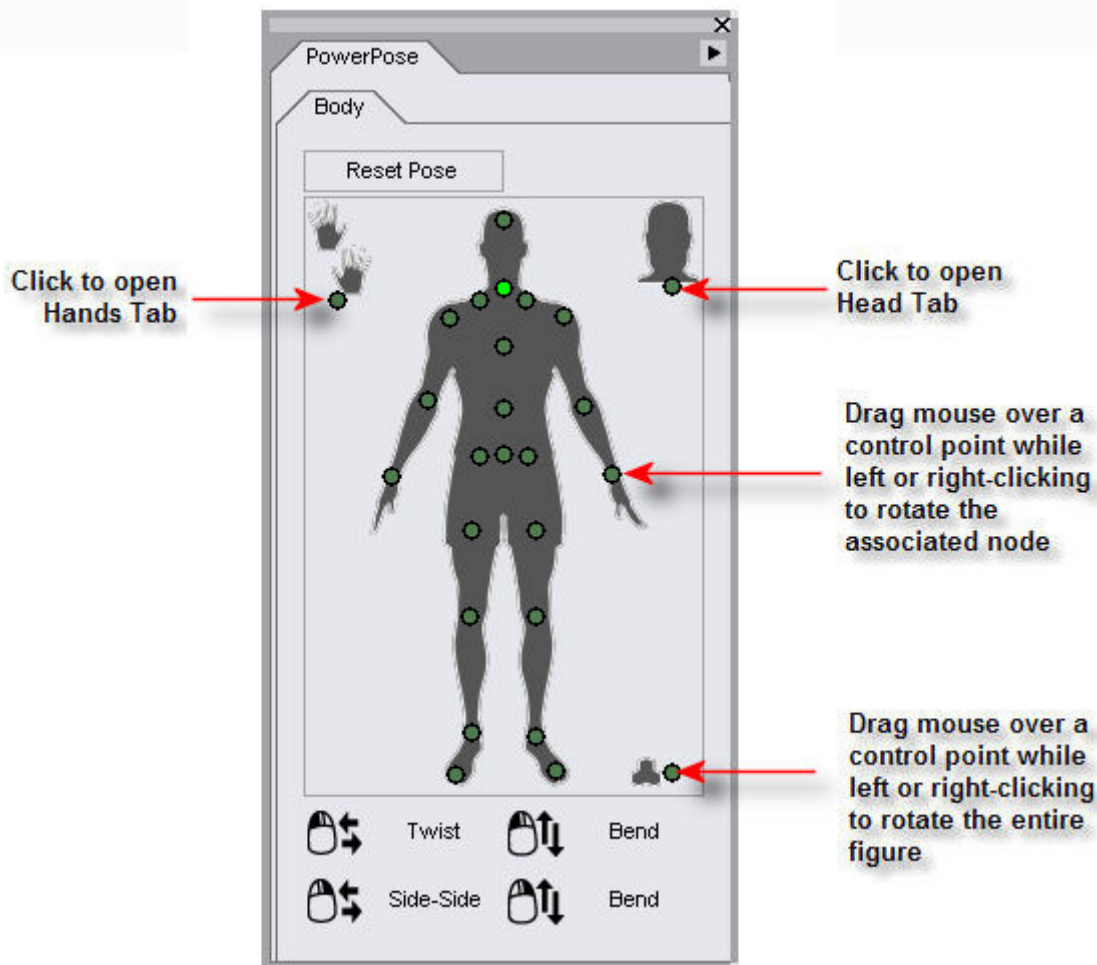 PowerPose
Body
Reset Pose
Click to open
Hands Tab
Click to open
Head Tab
Drag mouse over a
control point while
left or right-clicking
to rotate the
associated node
Drag mouse over a
control point while
left or right-clicking
to rotate the entire
figure
Twist
Bend
Side-Side
Bend